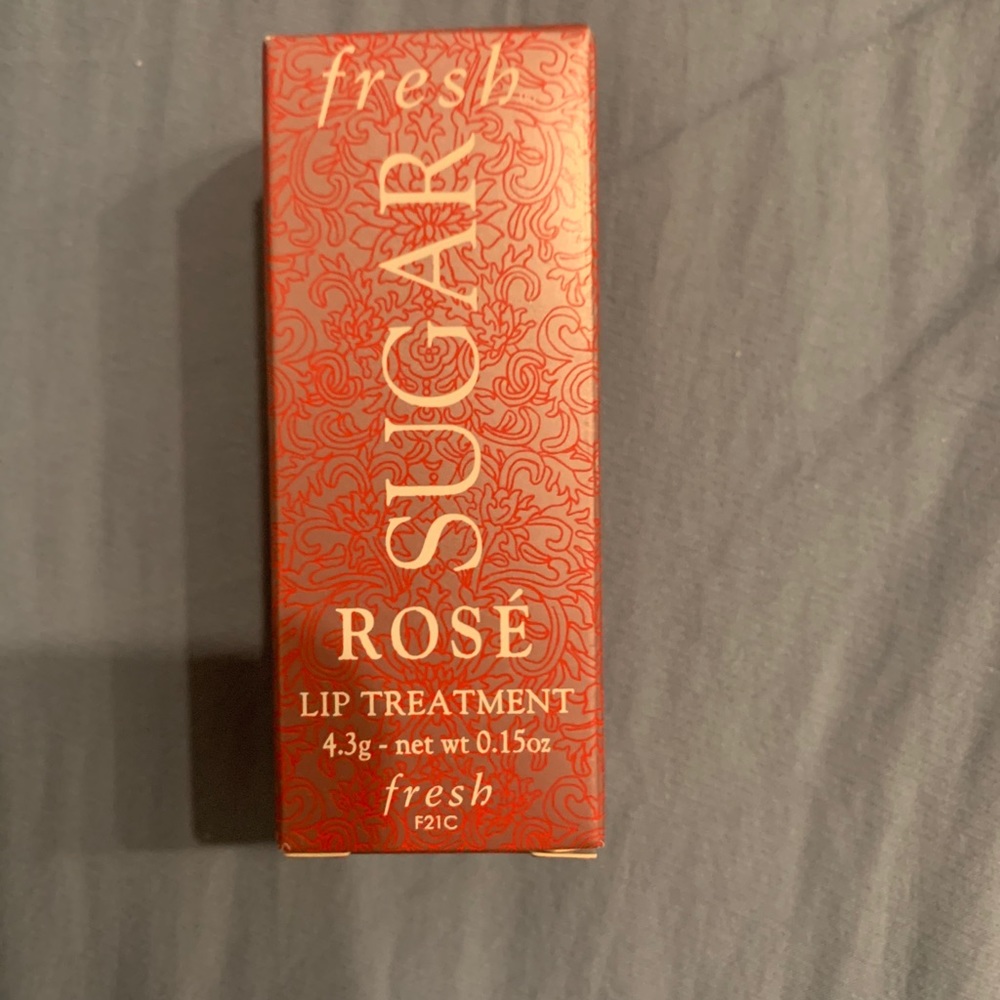 fresh
SUGAR
ROSÉ
LIP TREATMENT
4.3g - net wt 0.15oz
fresh
F21C